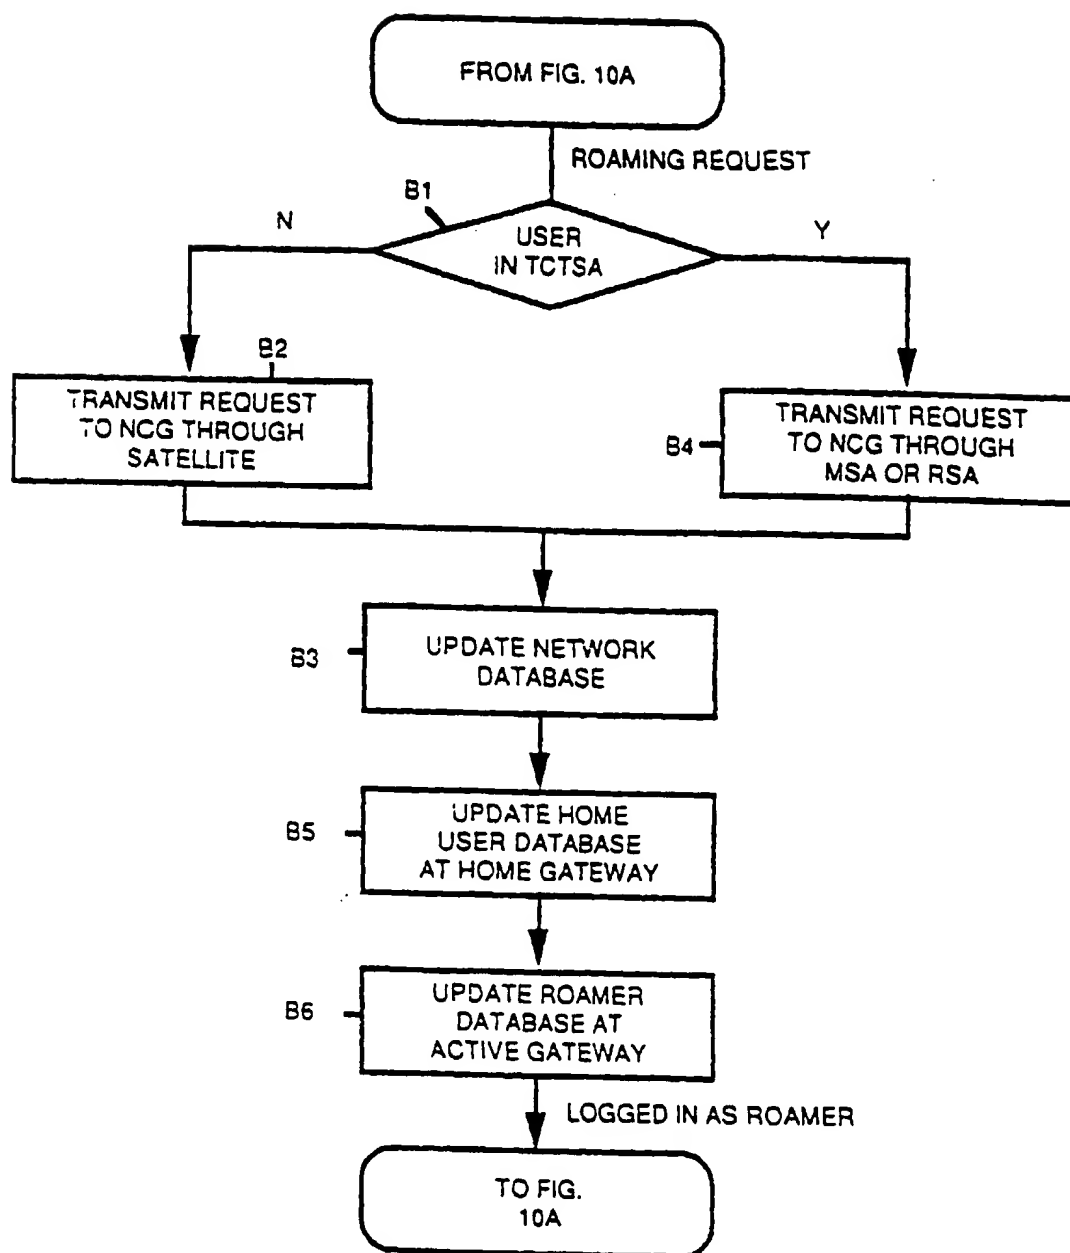 FROM FIG. 10A
ROAMING REQUEST
B1
N
USER
IN TCTSA
Y
B2
TRANSMIT REQUEST
TO NCG THROUGH
SATELLITE
B4
TRANSMIT REQUEST
TO NCG THROUGH
MSA OR RSA
B3
UPDATE NETWORK
DATABASE
B5
UPDATE HOME
USER DATABASE
AT HOME GATEWAY
B6
UPDATE ROAMER
DATABASE AT
ACTIVE GATEWAY
LOGGED IN AS ROAMER
TO FIG.
10A